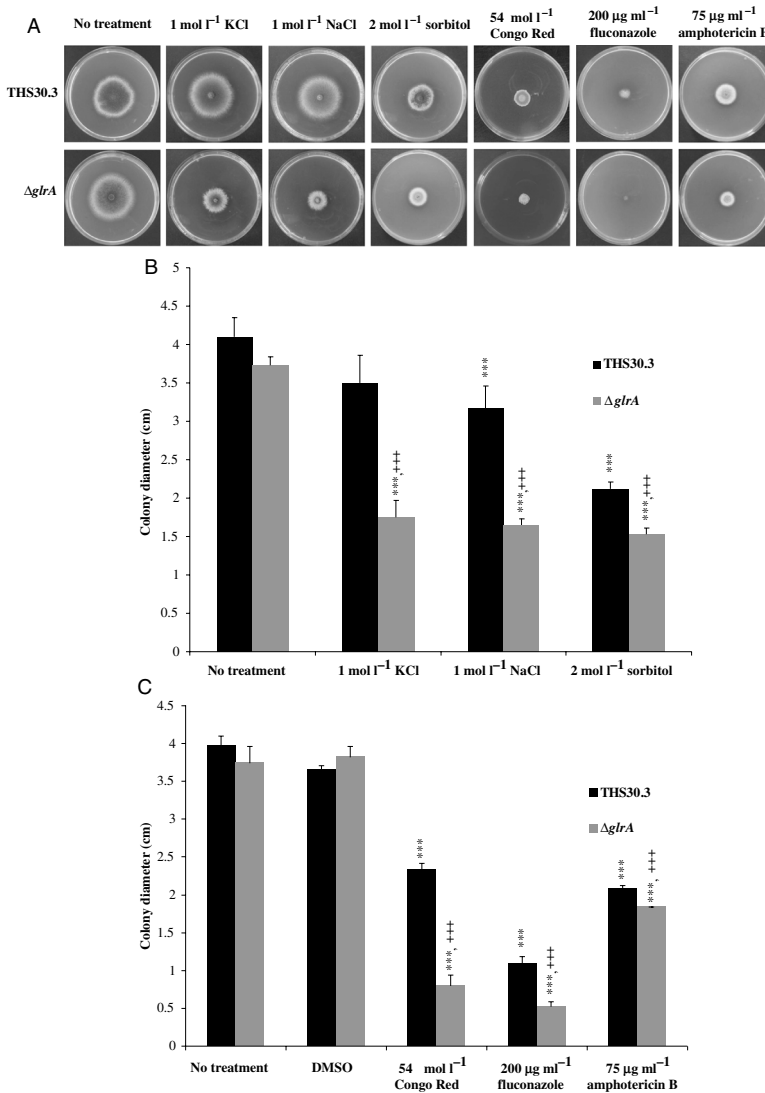 A
No treatment
1 mol l⁻¹ KCl
1 mol l⁻¹ NaCl
2 mol l⁻¹ sorbitol
54 mol l⁻¹
Congo Red
200 µg ml⁻¹
fluconazole
75 µg ml⁻¹
amphotericin B
THS30.3
ΔglrA
B
5
4.5
4
3.5
3
2.5
2
1.5
1
0.5
0
Colony diameter (cm)
***,+++
***
***,+++
***
***,+++
THS30.3
ΔglrA
No treatment
1 mol l⁻¹ KCl
1 mol l⁻¹ NaCl
2 mol l⁻¹ sorbitol
C
4.5
4
3.5
3
2.5
2
1.5
1
0.5
0
Colony diameter (cm)
***
***, +++
***
***,+++
***
***, +++
THS30.3
ΔglrA
No treatment
DMSO
54 mol l⁻¹
Congo Red
200 µg ml⁻¹
fluconazole
75 µg ml⁻¹
amphotericin B